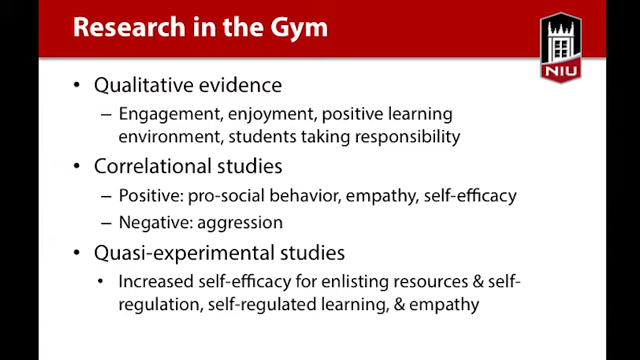 Research in the Gym
NIU
• Qualitative evidence
– Engagement, enjoyment, positive learning
environment, students taking responsibility
• Correlational studies
– Positive: pro-social behavior, empathy, self-efficacy
– Negative: aggression
• Quasi-experimental studies
• Increased self-efficacy for enlisting resources & self-
regulation, self-regulated learning, & empathy